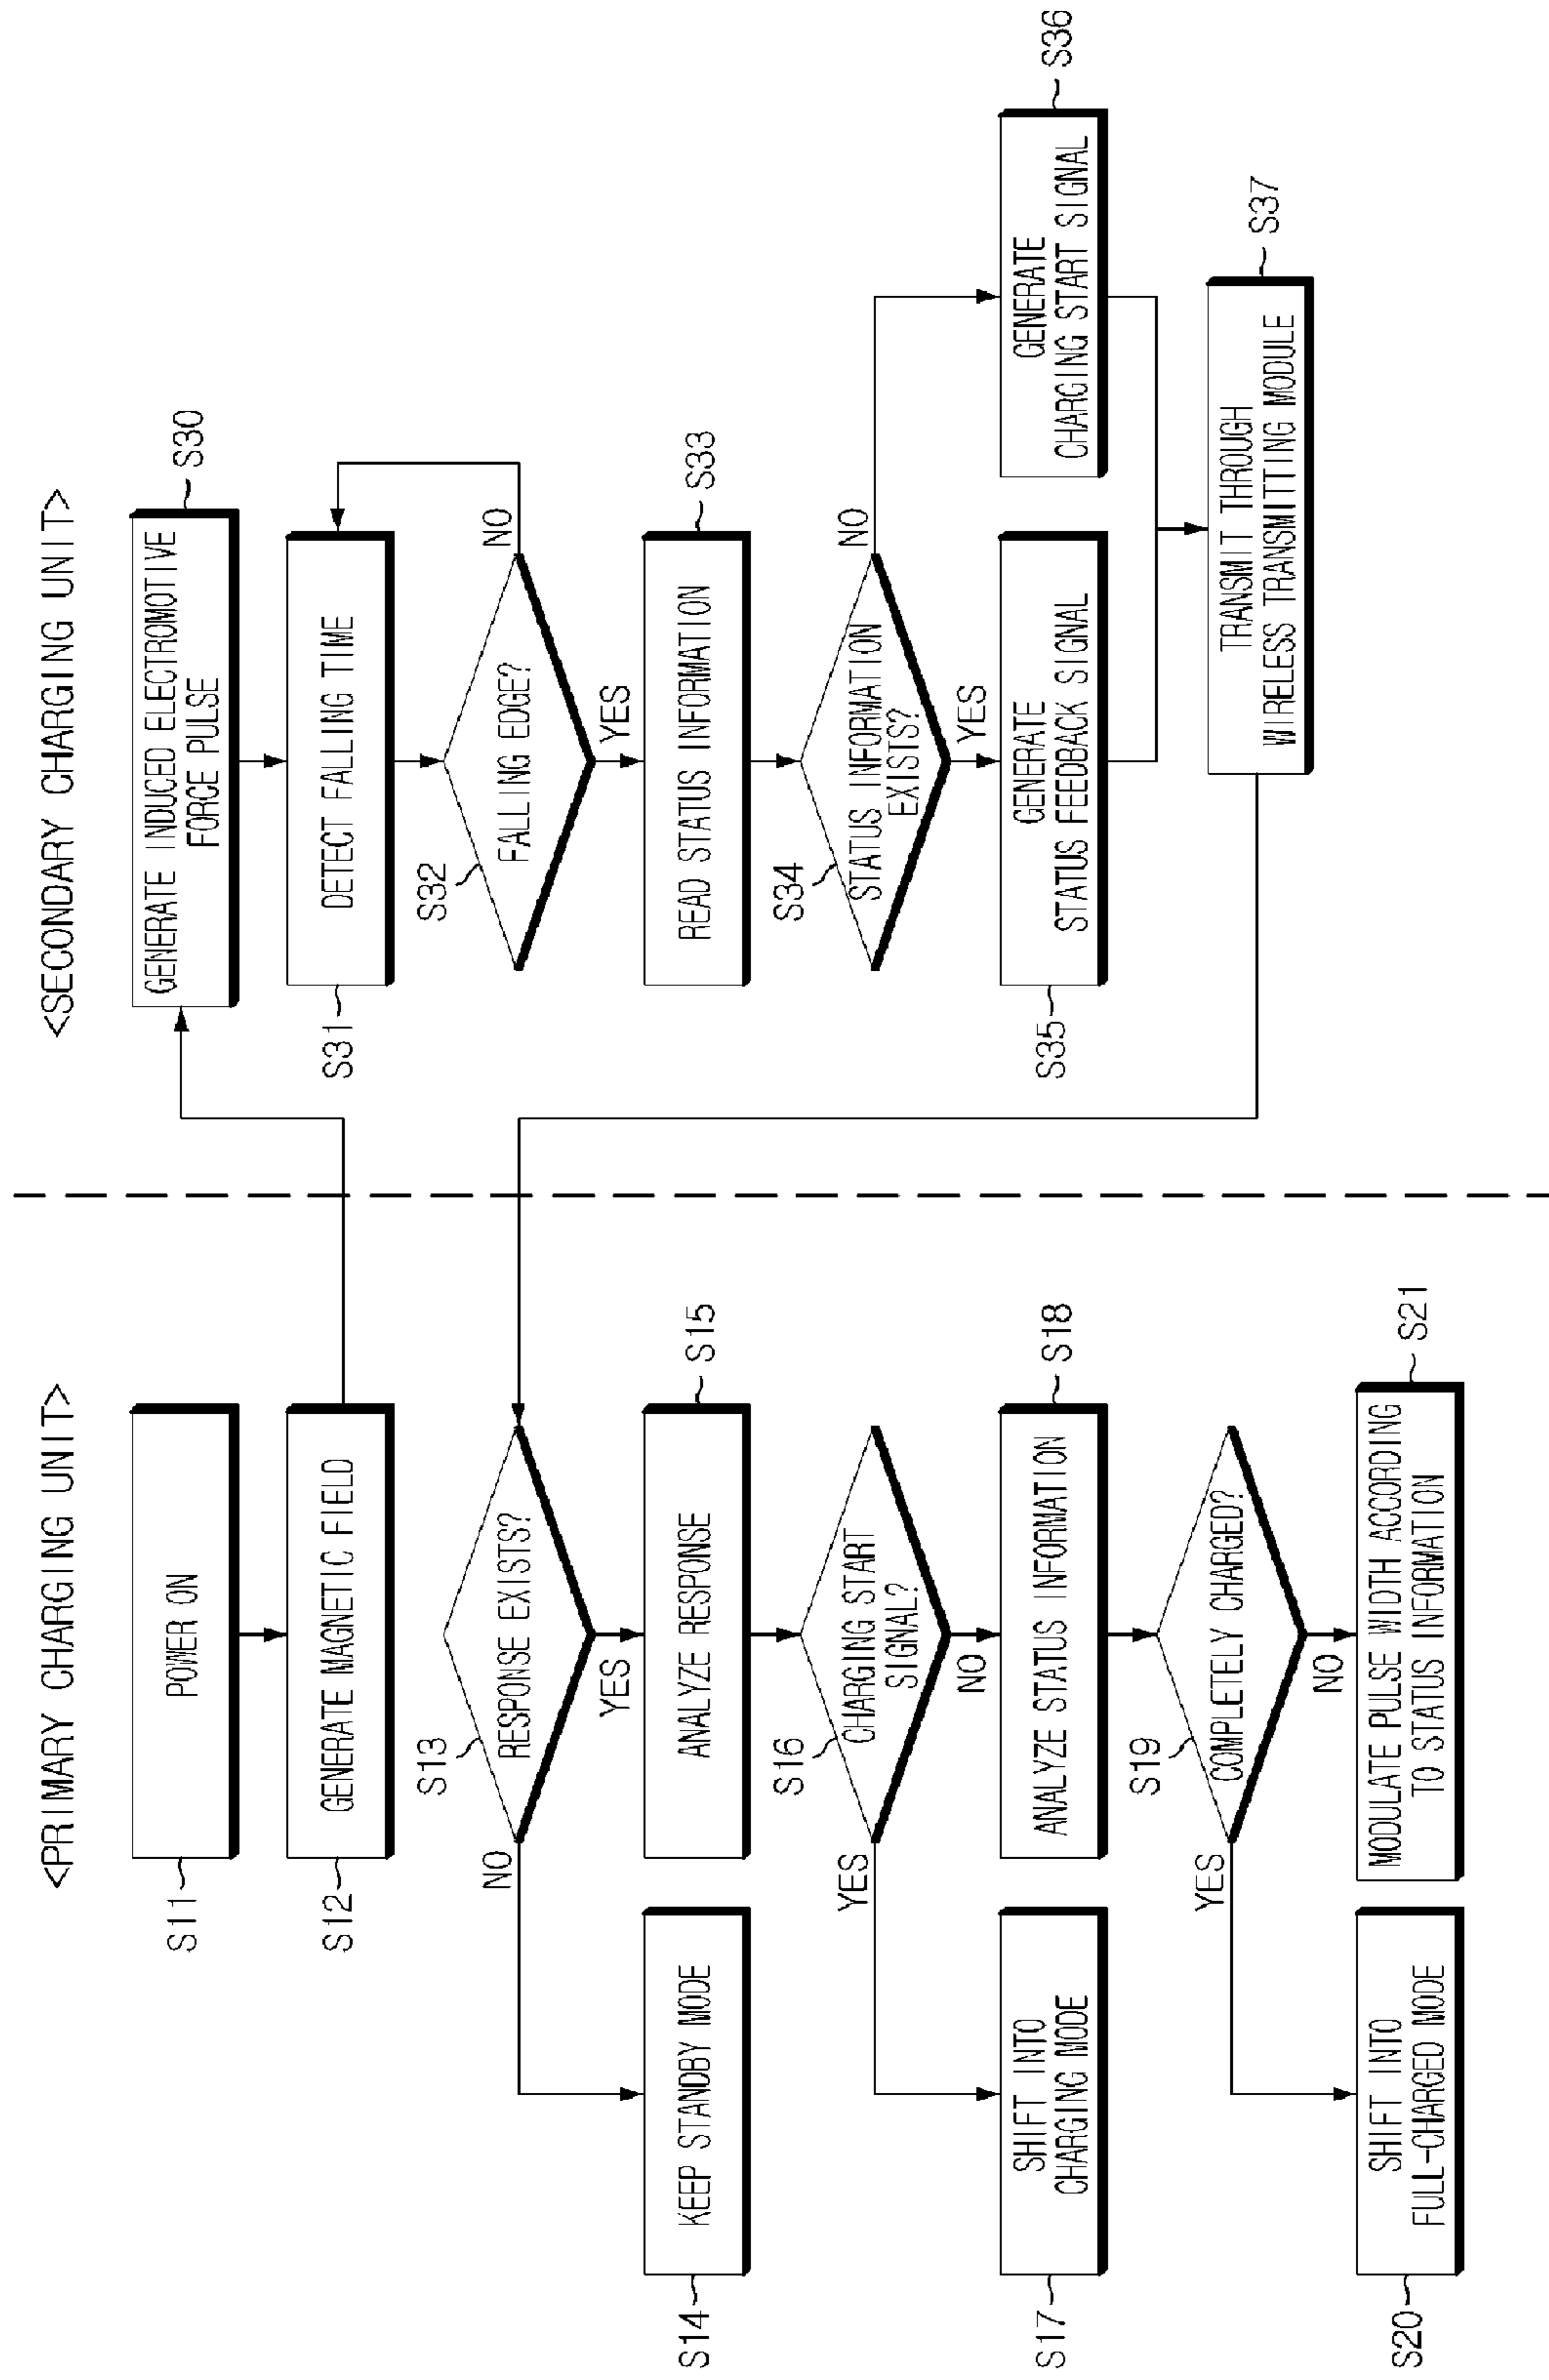 <PRIMARY CHARGING UNIT>
S11
POWER ON
S12
GENERATE MAGNETIC FIELD
S13
RESPONSE EXISTS?
NO
YES
S14
KEEP STANDBY MODE
ANALYZE RESPONSE
S15
S16
CHARGING START
SIGNAL?
YES
NO
S17
SHIFT INTO
CHARGING MODE
ANALYZE STATUS INFORMATION
S18
S19
COMPLETELY CHARGED?
YES
NO
S20
SHIFT INTO
FULL-CHARGED MODE
MODULATE PULSE WIDTH ACCORDING
TO STATUS INFORMATION
S21
<SECONDARY CHARGING UNIT>
GENERATE INDUCED ELECTROMOTIVE
FORCE PULSE
S30
S31
DETECT FALLING TIME
S32
FALLING EDGE?
NO
YES
READ STATUS INFORMATION
S33
S34
STATUS INFORMATION
EXISTS?
NO
YES
S35
GENERATE
STATUS FEEDBACK SIGNAL
GENERATE
CHARGING START SIGNAL
S36
TRANSMIT THROUGH
WIRELESS TRANSMITTING MODULE
S37